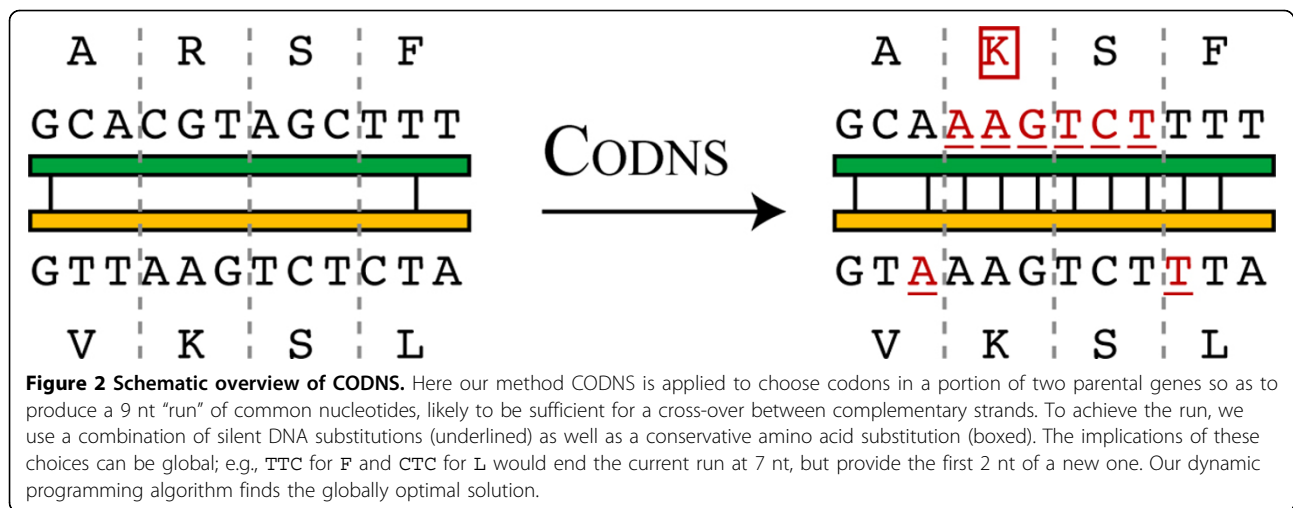 A R S F A K S F
GCACGTAGCTTT GCAAAGTCTTTT
CODNS
GTTAAGTCTCTA GTAAAGTCTTTA
V K S L V K S L
Figure 2 Schematic overview of CODNS. Here our method CODNS is applied to choose codons in a portion of two parental genes so as to
produce a 9 nt “run” of common nucleotides, likely to be sufficient for a cross-over between complementary strands. To achieve the run, we
use a combination of silent DNA substitutions (underlined) as well as a conservative amino acid substitution (boxed). The implications of these
choices can be global; e.g., TTC for F and CTC for L would end the current run at 7 nt, but provide the first 2 nt of a new one. Our dynamic
programming algorithm finds the globally optimal solution.